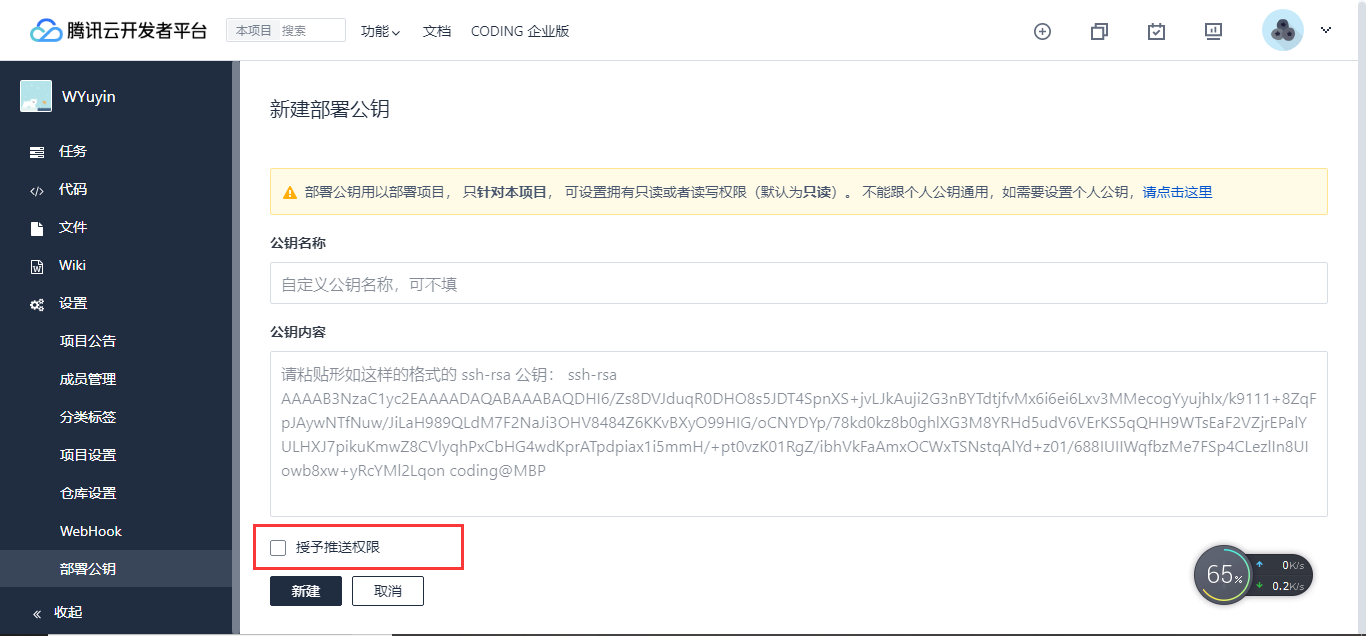 腾讯云开发者平台
本项目 搜索
功能
文档
CODING 企业版
WYuyin
任务
代码
文件
Wiki
设置
项目公告
成员管理
分类标签
项目设置
仓库设置
WebHook
部署公钥
« 收起
新建部署公钥
部署公钥用以部署项目， 只针对本项目， 可设置拥有只读或者读写权限（默认为只读）。 不能跟个人公钥通用，如需要设置个人公钥，请点击这里
公钥名称
自定义公钥名称，可不填
公钥内容
请粘贴形如这样的格式的 ssh-rsa 公钥： ssh-rsa
AAAAB3NzaC1yc2EAAAADAQABAAABAQDHI6/Zs8DVJduqR0DHO8s5JDT4SpnXS+jvLJkAuji2G3nBYTdtjfvMx6i6ei6Lxv3MMecogYyujhIx/k9111+8ZqF
pJAywNTfNuw/JiLaH989QLdM7F2NaJi3OHV8484Z6KKvBXyO99HIG/oCNYDYp/78kd0kz8b0ghlXG3M8YRHd5udV6VErKS5qQHH9WTsEaF2VZjrEPalY
ULHXJ7pikuKmwZ8CVlyqhPxCbHG4wdKprATpdpiax1i5mmH/+pt0vzK01RgZ/ibhVkFaAmxOCWxTSNstqAlYd+z01/688IUIIWqfbzMe7FSp4CLezlIn8UI
owb8xw+yRcYMl2Lqon coding@MBP
授予推送权限
新建
取消
65%
0K/s
0.2K/s